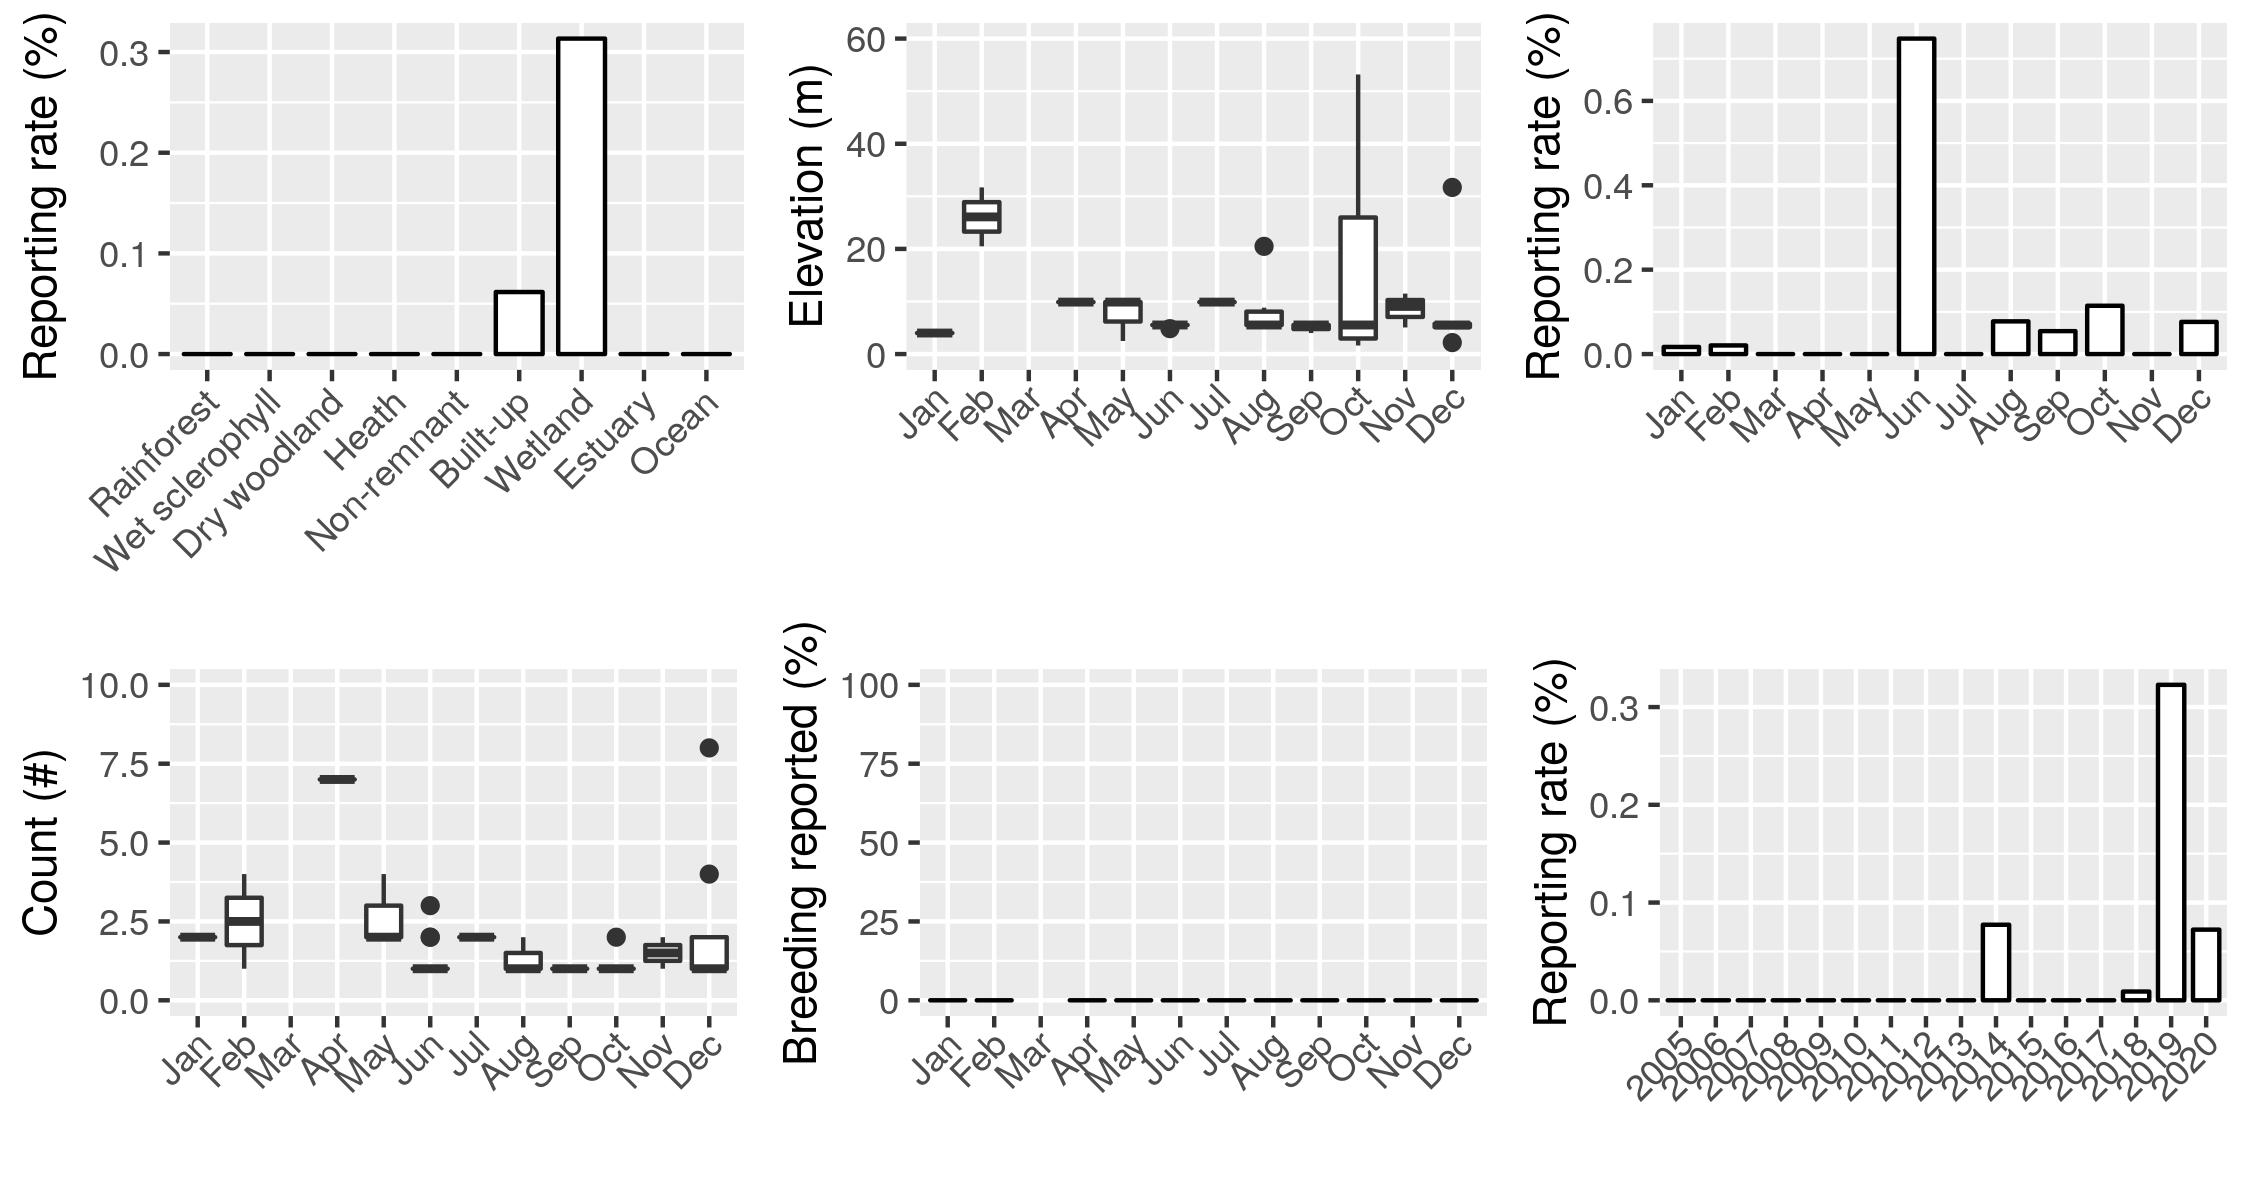 Reporting rate (%)
0.3
0.2
0.1
0.0
Rainforest
Wet sclerophyll
Dry woodland
Heath
Non-remnant
Built-up
Wetland
Estuary
Ocean
Elevation (m)
60
40
20
0
Jan
Feb
Mar
Apr
May
Jun
Jul
Aug
Sep
Oct
Nov
Dec
Reporting rate (%)
0.6
0.4
0.2
0.0
Jan
Feb
Mar
Apr
May
Jun
Jul
Aug
Sep
Oct
Nov
Dec
Count (#)
10.0
7.5
5.0
2.5
0.0
Jan
Feb
Mar
Apr
May
Jun
Jul
Aug
Sep
Oct
Nov
Dec
Breeding reported (%)
100
75
50
25
0
Jan
Feb
Mar
Apr
May
Jun
Jul
Aug
Sep
Oct
Nov
Dec
Reporting rate (%)
0.3
0.2
0.1
0.0
2005
2006
2007
2008
2009
2010
2011
2012
2013
2014
2015
2016
2017
2018
2019
2020